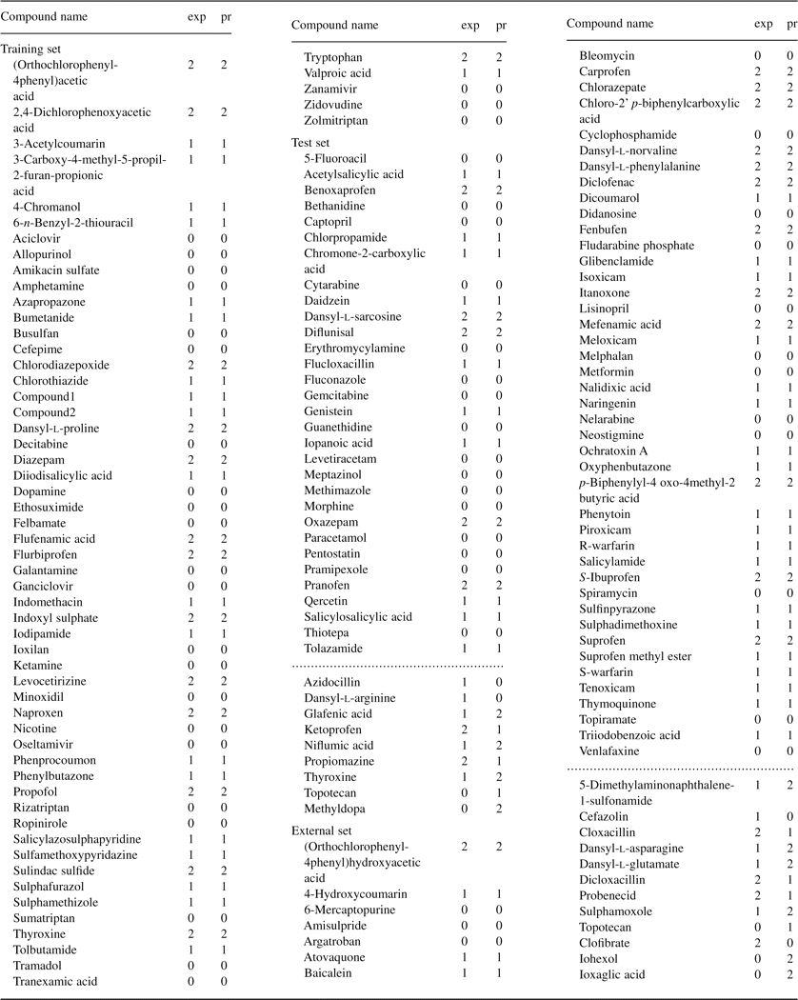 Compound name exp pr
Training set
(Orthochlorophenyl- 2 2
4phenyl)acetic
acid
2,4-Dichlorophenoxyacetic 2 2
acid
3-Acetylcoumarin 1 1
3-Carboxy-4-methyl-5-propil- 1 1
2-furan-propionic
acid
4-Chromanol 1 1
6-n-Benzyl-2-thiouracil 1 1
Aciclovir 0 0
Allopurinol 0 0
Amikacin sulfate 0 0
Amphetamine 0 0
Azapropazone 1 1
Bumetanide 1 1
Busulfan 0 0
Cefepime 0 0
Chlorodiazepoxide 2 2
Chlorothiazide 1 1
Compound1 1 1
Compound2 1 1
Dansyl-L-proline 2 2
Decitabine 0 0
Diazepam 2 2
Diiodisalicylic acid 1 1
Dopamine 0 0
Ethosuximide 0 0
Felbamate 0 0
Flufenamic acid 2 2
Flurbiprofen 2 2
Galantamine 0 0
Ganciclovir 0 0
Indomethacin 1 1
Indoxyl sulphate 2 2
Iodipamide 1 1
Ioxilan 0 0
Ketamine 0 0
Levocetirizine 2 2
Minoxidil 0 0
Naproxen 2 2
Nicotine 0 0
Oseltamivir 0 0
Phenprocoumon 1 1
Phenylbutazone 1 1
Propofol 2 2
Rizatriptan 0 0
Ropinirole 0 0
Salicylazosulphapyridine 1 1
Sulfamethoxypyridazine 1 1
Sulindac sulfide 2 2
Sulphafurazol 1 1
Sulphamethizole 1 1
Sumatriptan 0 0
Thyroxine 2 2
Tolbutamide 1 1
Tramadol 0 0
Tranexamic acid 0 0
Compound name exp pr
Tryptophan 2 2
Valproic acid 1 1
Zanamivir 0 0
Zidovudine 0 0
Zolmitriptan 0 0
Test set
5-Fluoroacil 0 0
Acetylsalicylic acid 1 1
Benoxaprofen 2 2
Bethanidine 0 0
Captopril 0 0
Chlorpropamide 1 1
Chromone-2-carboxylic 1 1
acid
Cytarabine 0 0
Daidzein 1 1
Dansyl-L-sarcosine 2 2
Diflunisal 2 2
Erythromycylamine 0 0
Flucloxacillin 1 1
Fluconazole 0 0
Gemcitabine 0 0
Genistein 1 1
Guanethidine 0 0
Iopanoic acid 1 1
Levetiracetam 0 0
Meptazinol 0 0
Methimazole 0 0
Morphine 0 0
Oxazepam 2 2
Paracetamol 0 0
Pentostatin 0 0
Pramipexole 0 0
Pranofen 2 2
Qercetin 1 1
Salicylosalicylic acid 1 1
Thiotepa 0 0
Tolazamide 1 1
Azidocillin 1 0
Dansyl-L-arginine 1 0
Glafenic acid 1 2
Ketoprofen 2 1
Niflumic acid 1 2
Propiomazine 2 1
Thyroxine 1 2
Topotecan 0 1
Methyldopa 0 2
External set
(Orthochlorophenyl- 2 2
4phenyl)hydroxyacetic
acid
4-Hydroxycoumarin 1 1
6-Mercaptopurine 0 0
Amisulpride 0 0
Argatroban 0 0
Atovaquone 1 1
Baicalein 1 1
Compound name exp pr
Bleomycin 0 0
Carprofen 2 2
Chlorazepate 2 2
Chloro-2' p-biphenylcarboxylic 2 2
acid
Cyclophosphamide 0 0
Dansyl-L-norvaline 2 2
Dansyl-L-phenylalanine 2 2
Diclofenac 2 2
Dicoumarol 1 1
Didanosine 0 0
Fenbufen 2 2
Fludarabine phosphate 0 0
Glibenclamide 1 1
Isoxicam 1 1
Itanoxone 2 2
Lisinopril 0 0
Mefenamic acid 2 2
Meloxicam 1 1
Melphalan 0 0
Metformin 0 0
Nalidixic acid 1 1
Naringenin 1 1
Nelarabine 0 0
Neostigmine 0 0
Ochratoxin A 1 1
Oxyphenbutazone 1 1
p-Biphenylyl-4 oxo-4methyl-2 2 2
butyric acid
Phenytoin 1 1
Piroxicam 1 1
R-warfarin 1 1
Salicylamide 1 1
S-Ibuprofen 2 2
Spiramycin 0 0
Sulfinpyrazone 1 1
Sulphadimethoxine 1 1
Suprofen 2 2
Suprofen methyl ester 1 1
S-warfarin 1 1
Tenoxicam 1 1
Thymoquinone 1 1
Topiramate 0 0
Triiodobenzoic acid 1 1
Venlafaxine 0 0
5-Dimethylaminonaphthalene- 1 2
1-sulfonamide
Cefazolin 1 0
Cloxacillin 2 1
Dansyl-L-asparagine 1 2
Dansyl-L-glutamate 1 2
Dicloxacillin 2 1
Probenecid 2 1
Sulphamoxole 1 2
Topotecan 0 1
Clofibrate 2 0
Iohexol 0 2
Ioxaglic acid 0 2